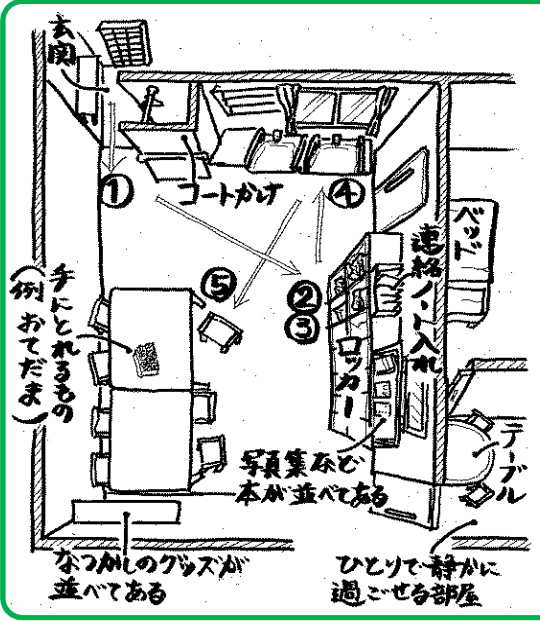 玄
関
①
コートかけ
④
ベッド
連絡ノート入れ
⑤
②
③
ロッカー
手にとれるもの
（例 おてだま）
写真集など
本が並べてある
テーブル
なつかしのグッズが
並べてある
ひとりで静かに
過ごせる部屋